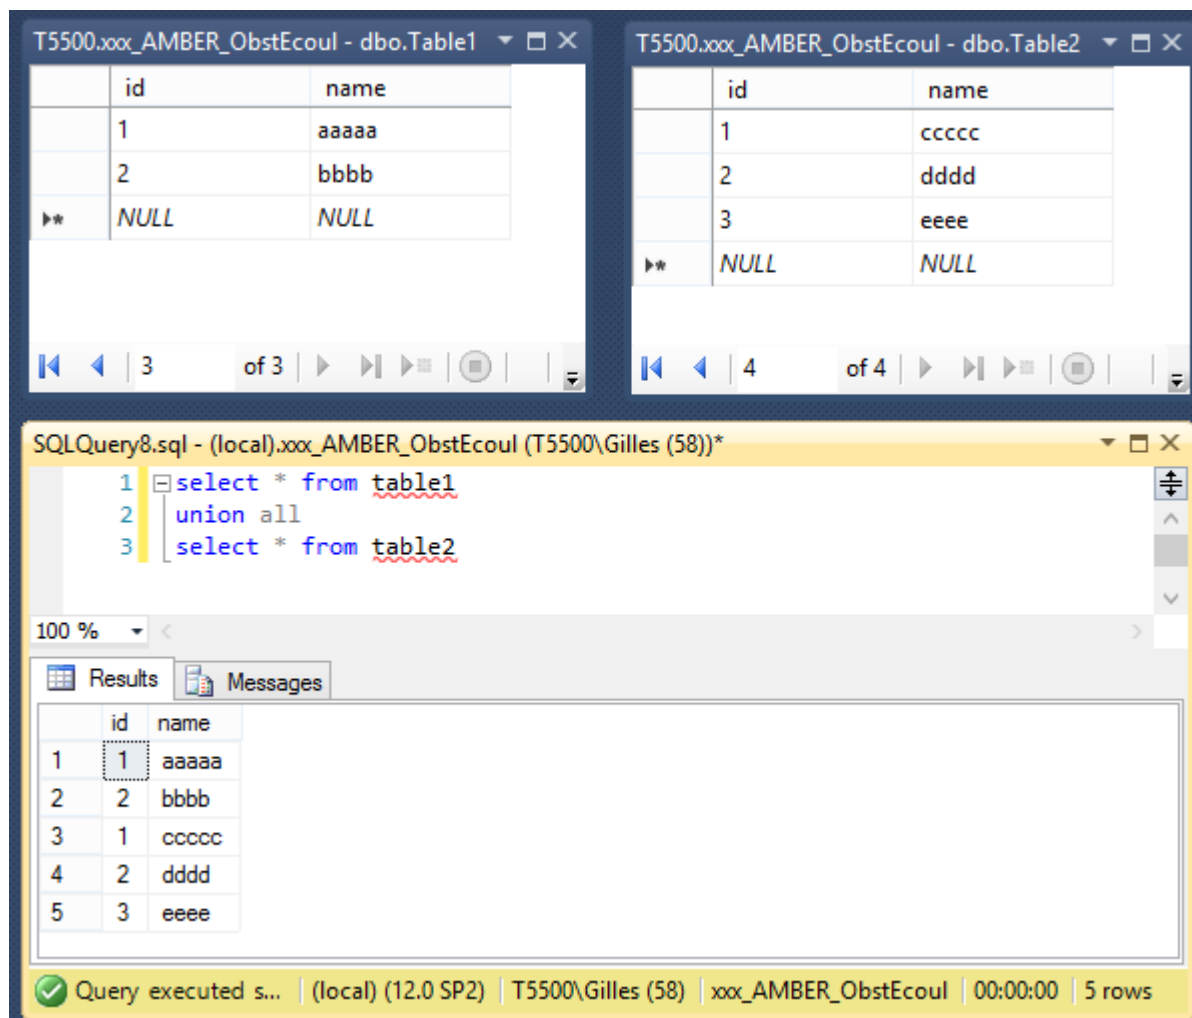 T5500.xxx_AMBER_ObstEcoul - dbo.Table1
id name
1 aaaaa
2 bbbb
NULL NULL
3 of 3
T5500.xxx_AMBER_ObstEcoul - dbo.Table2
id name
1 ccccc
2 dddd
3 eeee
NULL NULL
4 of 4
SQLQuery8.sql - (local).xxx_AMBER_ObstEcoul (T5500\Gilles (58))*
1 select * from table1
2 union all
3 select * from table2
100 %
Results Messages
id name
1 1 aaaaa
2 2 bbbb
3 1 ccccc
4 2 dddd
5 3 eeee
Query executed s... (local) (12.0 SP2) T5500\Gilles (58) xxx_AMBER_ObstEcoul 00:00:00 5 rows